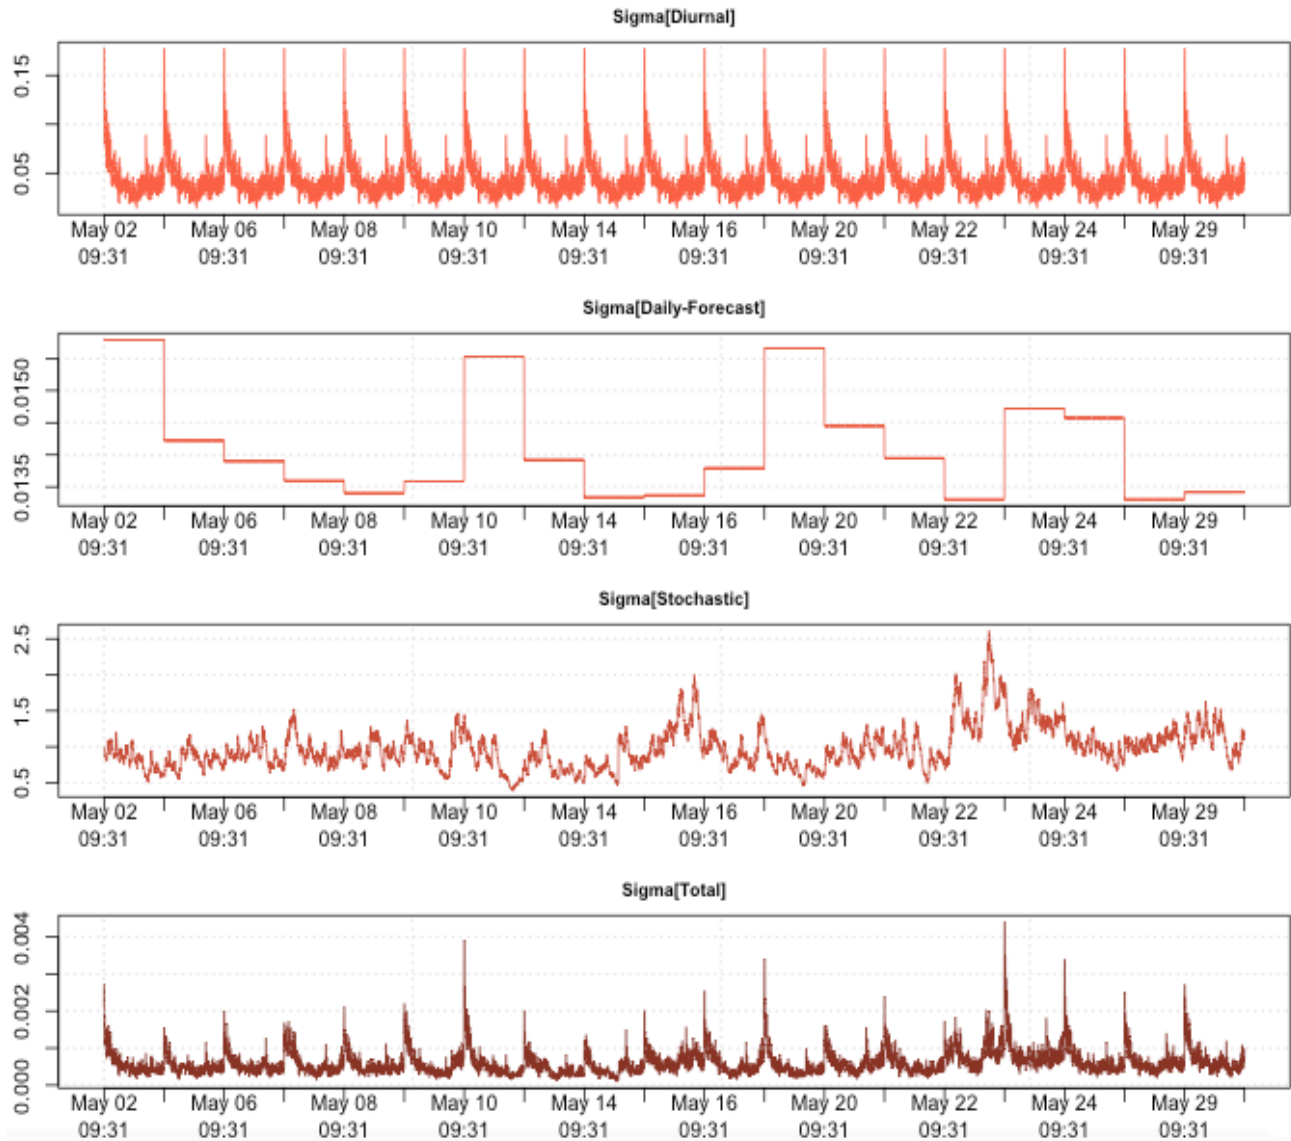 Sigma[Diurnal]
0.15
0.05
May 02 May 06 May 08 May 10 May 14 May 16 May 20 May 22 May 24 May 29
09:31 09:31 09:31 09:31 09:31 09:31 09:31 09:31 09:31 09:31
Sigma[Daily-Forecast]
0.0150
0.0135
May 02 May 06 May 08 May 10 May 14 May 16 May 20 May 22 May 24 May 29
09:31 09:31 09:31 09:31 09:31 09:31 09:31 09:31 09:31 09:31
Sigma[Stochastic]
2.5
1.5
0.5
May 02 May 06 May 08 May 10 May 14 May 16 May 20 May 22 May 24 May 29
09:31 09:31 09:31 09:31 09:31 09:31 09:31 09:31 09:31 09:31
Sigma[Total]
0.004
0.002
0.000
May 02 May 06 May 08 May 10 May 14 May 16 May 20 May 22 May 24 May 29
09:31 09:31 09:31 09:31 09:31 09:31 09:31 09:31 09:31 09:31